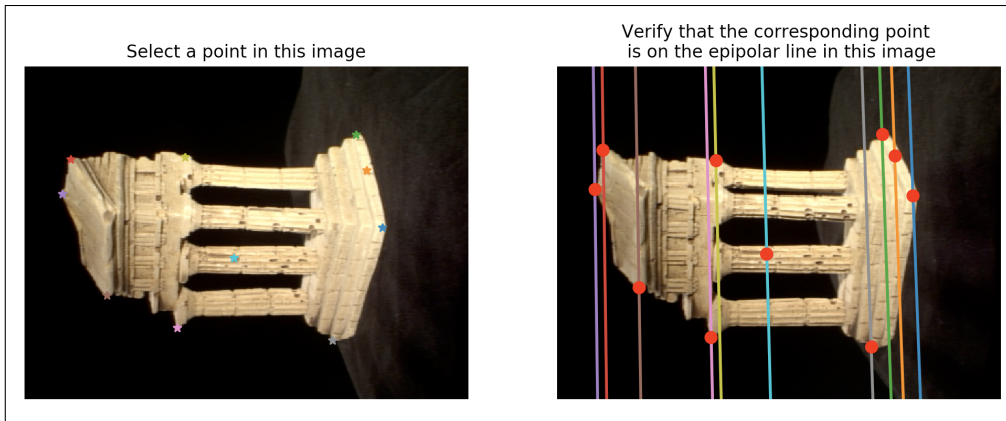 Select a point in this image
Verify that the corresponding point
is on the epipolar line in this image